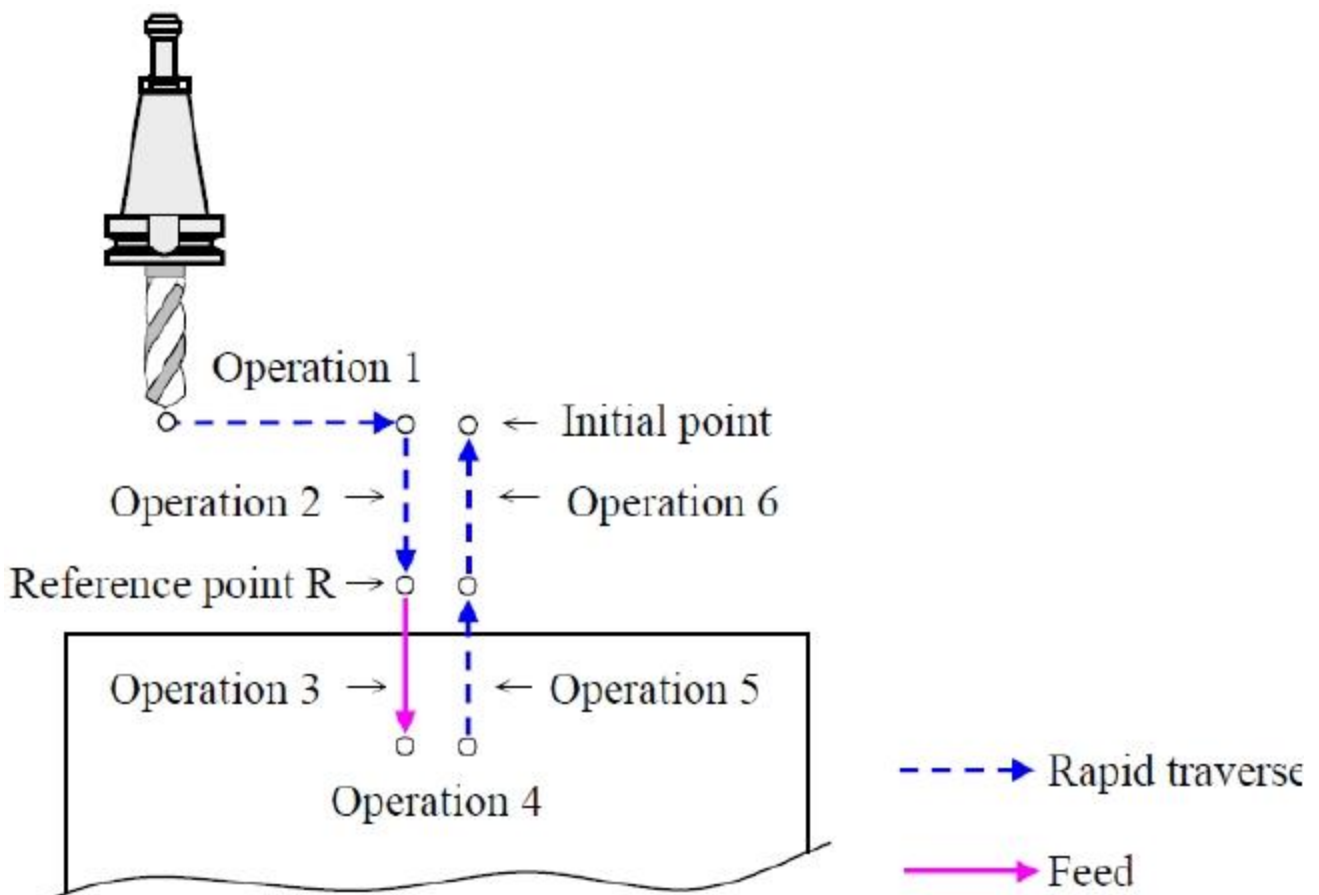 Operation 1
Initial point
Operation 2
Operation 6
Reference point R
Operation 3
Operation 5
Operation 4
Rapid traverse
Feed